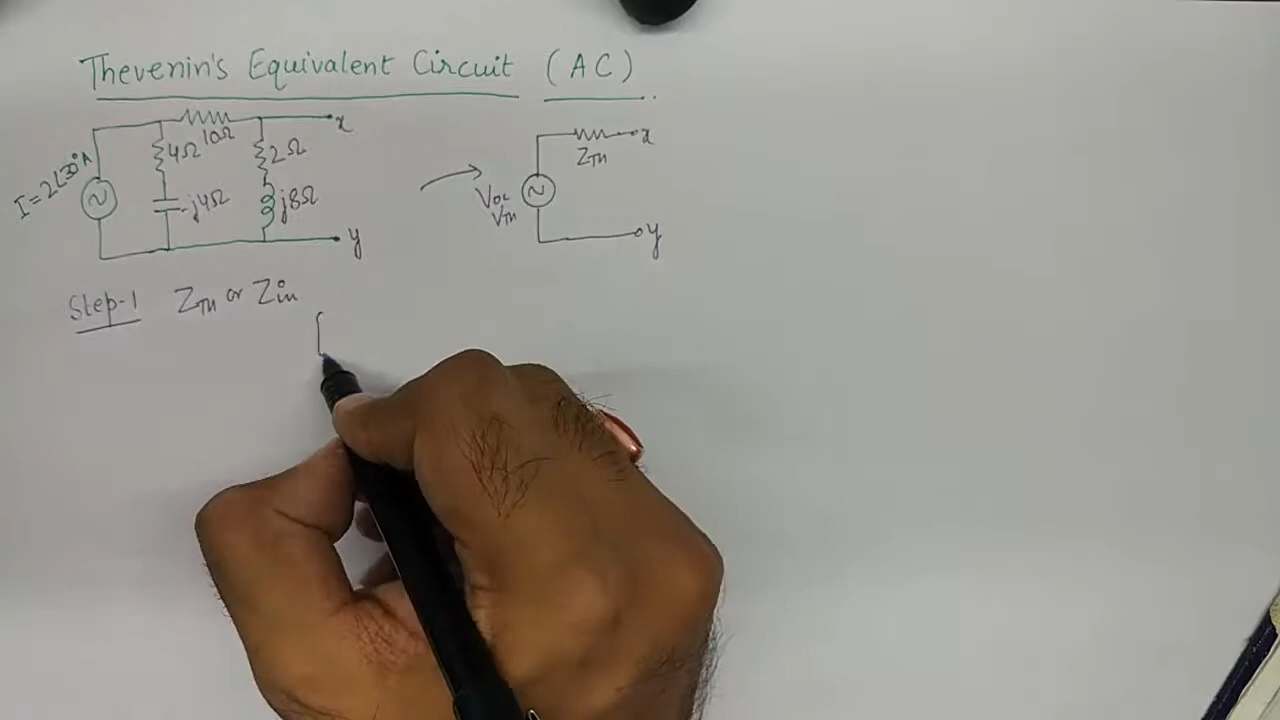 Thevenin's Equivalent Circuit (AC)
I=2∠30°A
10Ω
4Ω
-j4Ω
2Ω
j8Ω
x
y
ZTH
VOC
VTH
x
y
Step-1 ZTH or Zin